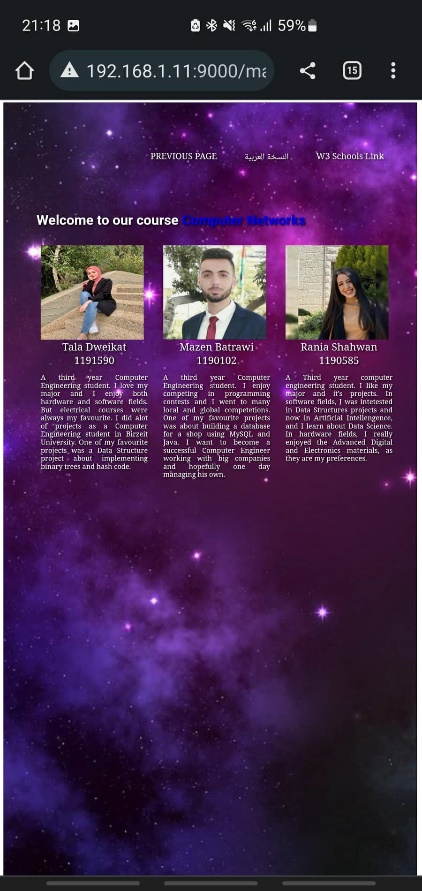 21:18 59%
192.168.1.11:9000/ma
15
PREVIOUS PAGE النسخة العربية W3 Schools Link
Welcome to our course Computer Networks
Tala Dweikat
1191590
A third year Computer
Engineering student. I love my
major and I enjoy both
hardware and software fields.
But electrical courses were
always my favourite. I did alot
of projects as a Computer
Engineering student in Birzeit
University. One of my favourite
projects was a Data Structure
project about implementing
binary trees and hash code.
Mazen Batrawi
1190102
A third year Computer
Engineering student. I enjoy
competing in programming
contests and I went to many
local and global competitions.
One of my favourite projects
was about building a database
for a shop using MySQL and
Java. I want to become a
successful Computer Engineer
working with big companies
and hopefully one day
managing his own.
Rania Shahwan
1190585
A Third year computer
engineering student. I like my
major and it's projects. In
software fields, I was intetested
in Data Structures projects and
now in Artificial Intellengence,
and I learn about Data Science.
In hardware fields, I really
enjoyed the Advanced Digital
and Electronics materials, as
they are my preferences.